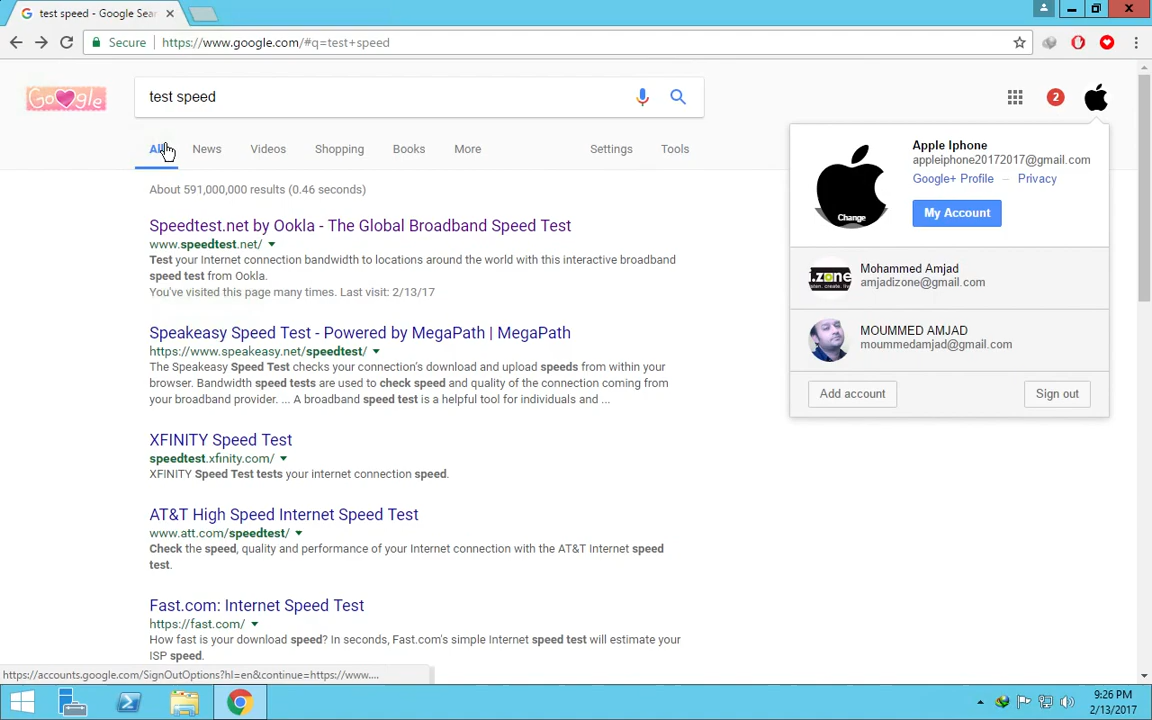 test speed - Google Sear
Secure
https://www.google.com/#q=test+speed
Google
test speed
2
All
News
Videos
Shopping
Books
More
Settings
Tools
About 591,000,000 results (0.46 seconds)
Speedtest.net by Ookla - The Global Broadband Speed Test
www.speedtest.net/
Test your Internet connection bandwidth to locations around the world with this interactive broadband
speed test from Ookla.
You've visited this page many times. Last visit: 2/13/17
Speakeasy Speed Test - Powered by MegaPath | MegaPath
https://www.speakeasy.net/speedtest/
The Speakeasy Speed Test checks your connection's download and upload speeds from within your
browser. Bandwidth speed tests are used to check speed and quality of the connection coming from
your broadband provider. ... A broadband speed test is a helpful tool for individuals and ...
XFINITY Speed Test
speedtest.xfinity.com/
XFINITY Speed Test tests your internet connection speed.
AT&T High Speed Internet Speed Test
www.att.com/speedtest/
Check the speed, quality and performance of your Internet connection with the AT&T Internet speed
test.
Fast.com: Internet Speed Test
https://fast.com/
How fast is your download speed? In seconds, Fast.com's simple Internet speed test will estimate your
ISP speed.
Apple Iphone
appleiphone20172017@gmail.com
Google+ Profile – Privacy
Change
My Account
Mohammed Amjad
amjadizone@gmail.com
MOUMMED AMJAD
moummedamjad@gmail.com
Add account
Sign out
https://accounts.google.com/SignOutOptions?hl=en&continue=https://www....
9:26 PM
2/13/2017